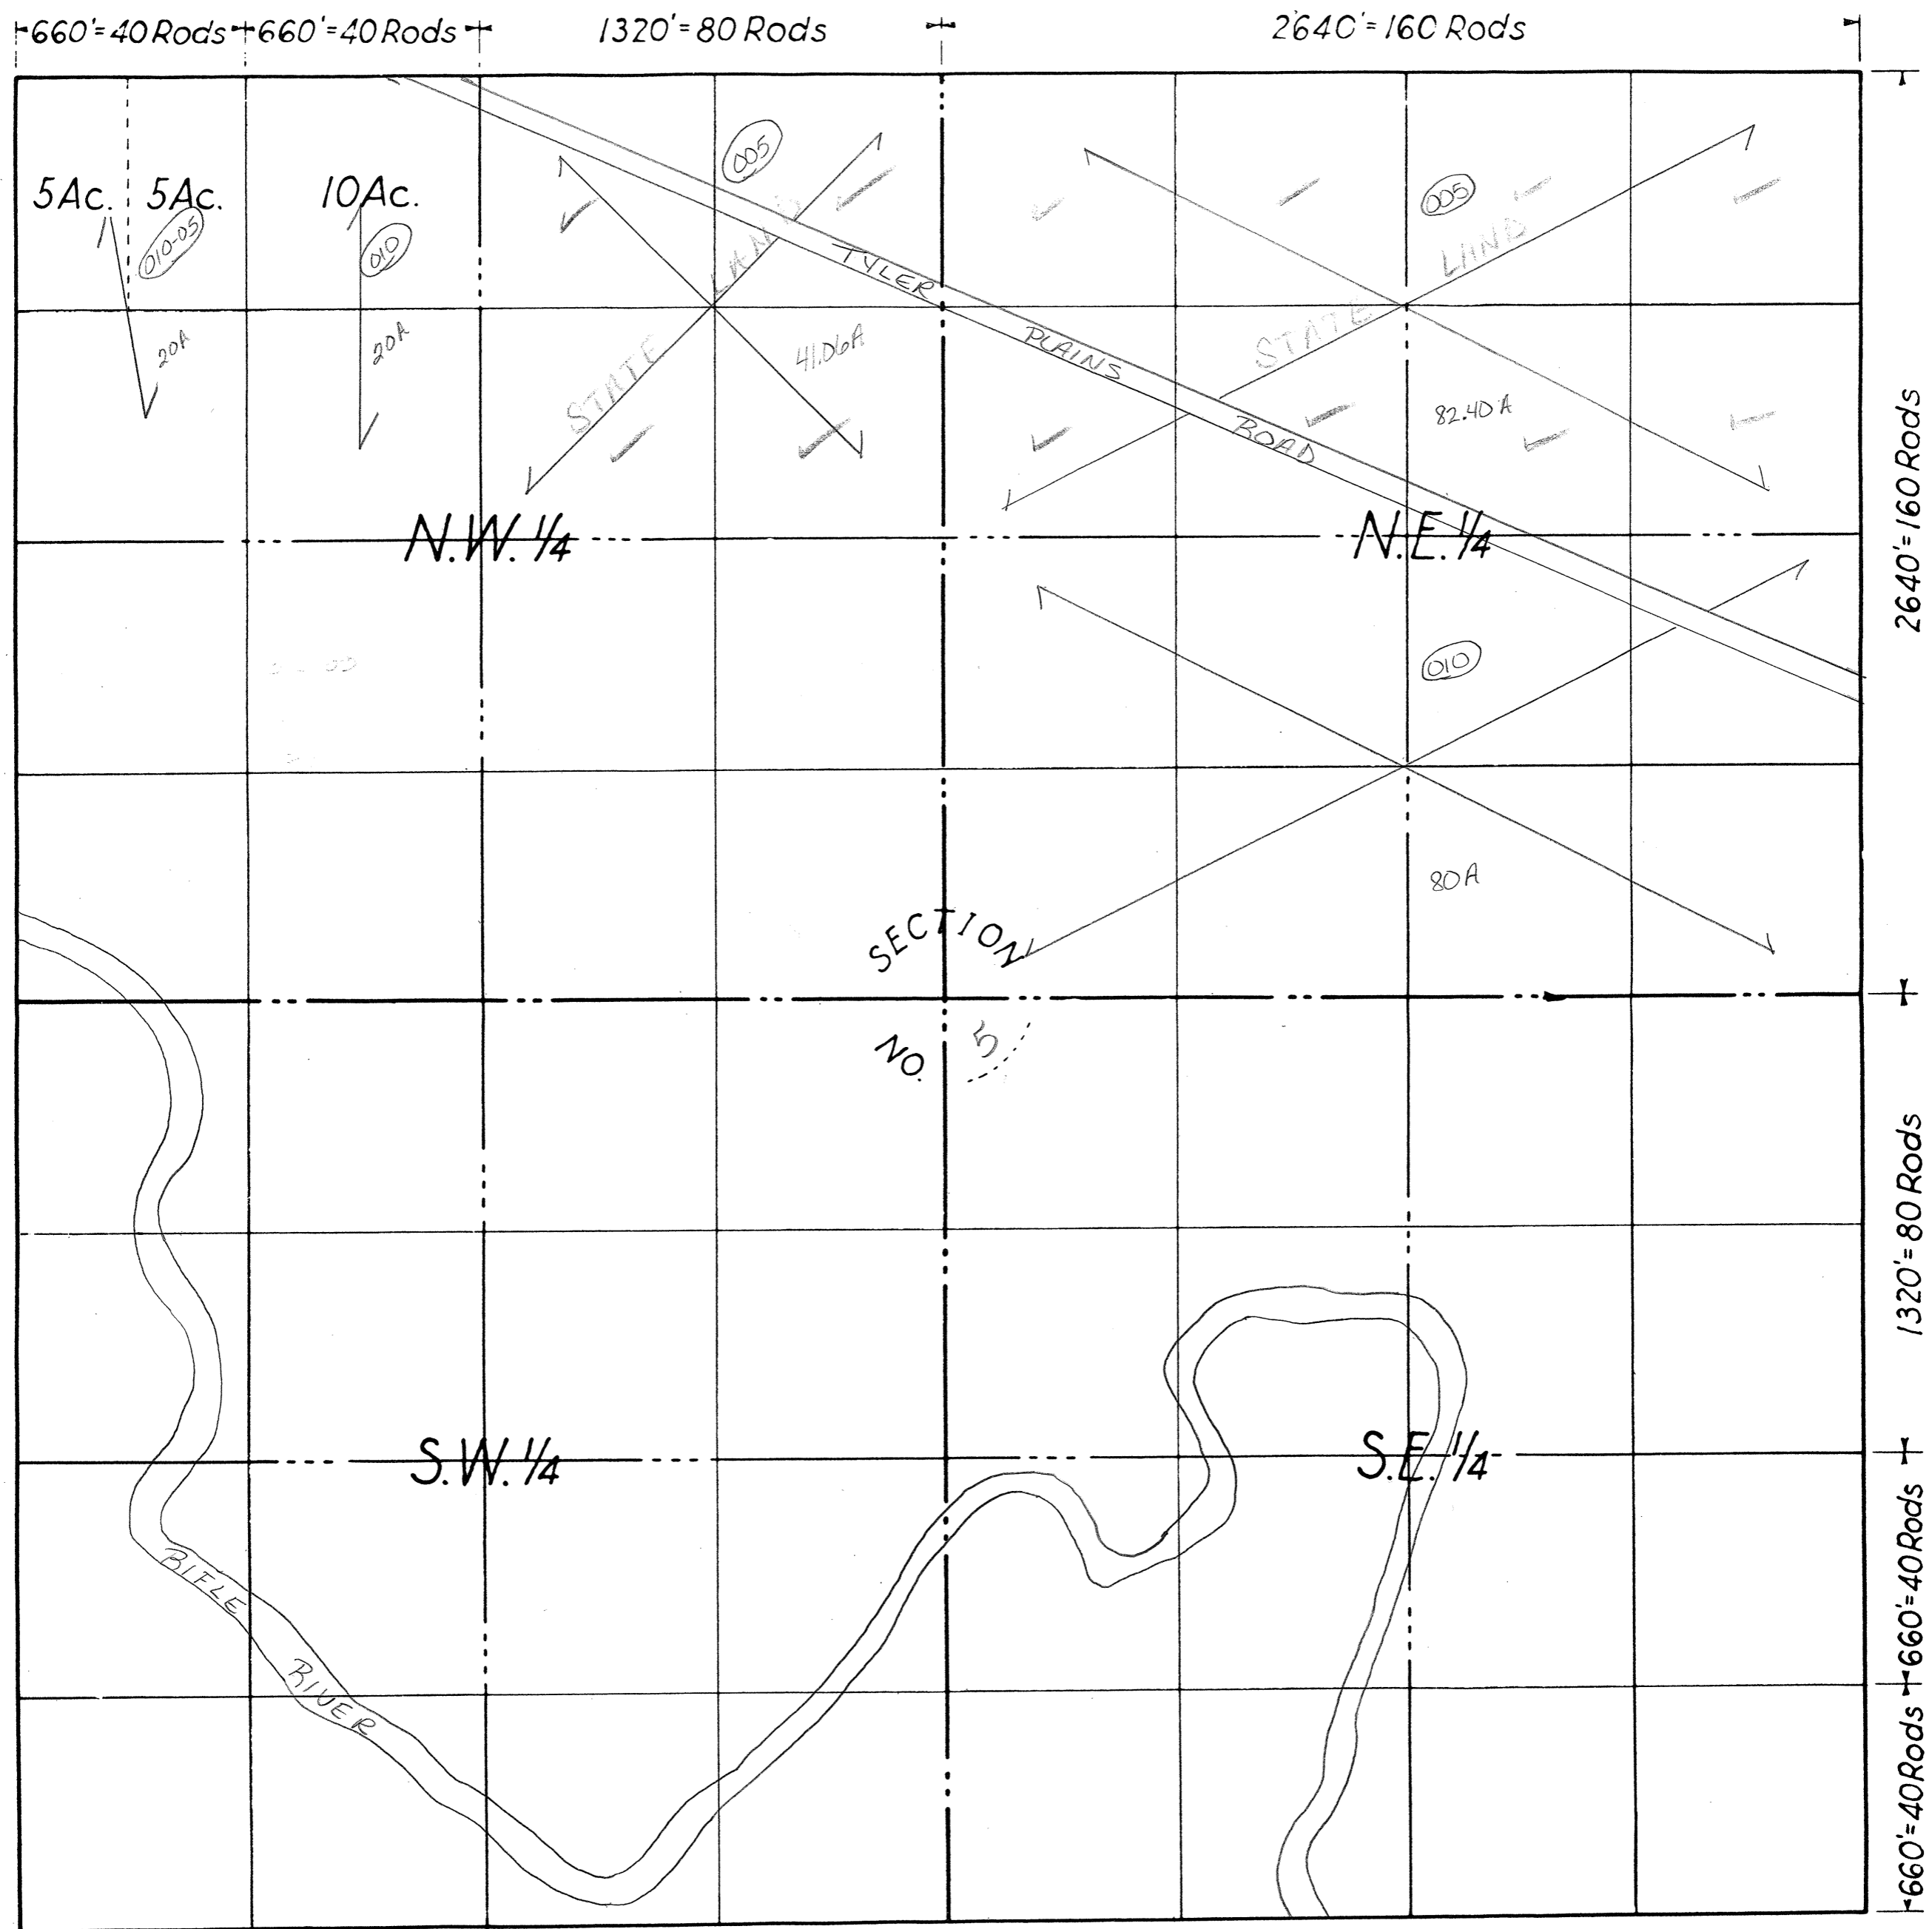 660'=40 Rods 660'=40 Rods 1320'=80 Rods 2640'=160 Rods
5Ac. 5Ac. 10Ac.
005
005
010-05
010
STATE LAND
STATE LAND
20A
20A
41.06A
82.40 A
TYLER PLAINS ROAD
N.W. 1/4
N.E. 1/4
2640'=160 Rods
010
80A
SECTION
NO. 5
1320'=80 Rods
S.W. 1/4
S.E. 1/4
660'=40 Rods
RIFLE RIVER
660'=40 Rods